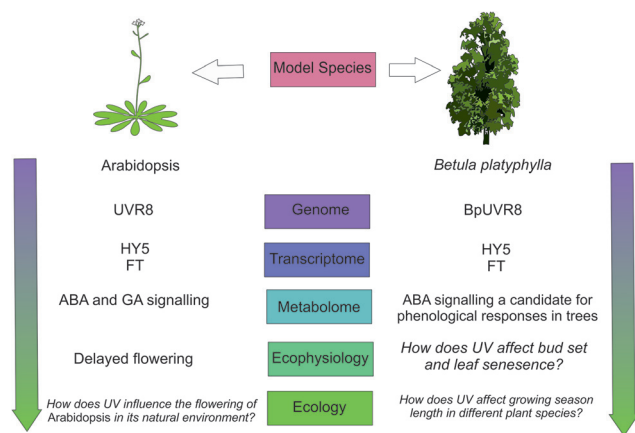 Model Species
Arabidopsis
Betula platyphylla
UVR8
Genome
BpUVR8
HY5
FT
Transcriptome
HY5
FT
ABA and GA signalling
Metabolome
ABA signalling a candidate for
phenological responses in trees
Delayed flowering
Ecophysiology
How does UV affect bud set
and leaf senesence?
How does UV influence the flowering of
Arabidopsis in its natural environment?
Ecology
How does UV affect growing season
length in different plant species?